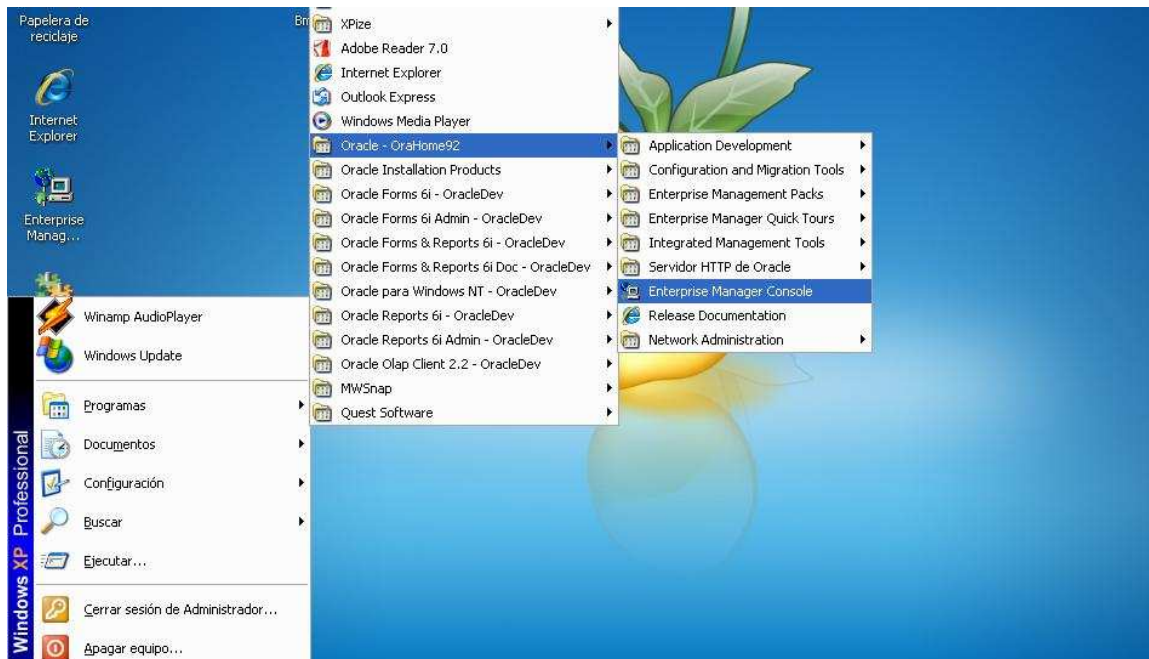 Papelera de
reciclaje
Internet
Explorer
Enterprise
Manag...
XPize
Adobe Reader 7.0
Internet Explorer
Outlook Express
Windows Media Player
Oracle - OraHome92
Oracle Installation Products
Oracle Forms 6i - OracleDev
Oracle Forms 6i Admin - OracleDev
Oracle Forms & Reports 6i - OracleDev
Oracle Forms & Reports 6i Doc - OracleDev
Oracle para Windows NT - OracleDev
Oracle Reports 6i - OracleDev
Oracle Reports 6i Admin - OracleDev
Oracle Olap Client 2.2 - OracleDev
MWSnap
Quest Software
Application Development
Configuration and Migration Tools
Enterprise Management Packs
Enterprise Manager Quick Tours
Integrated Management Tools
Servidor HTTP de Oracle
Enterprise Manager Console
Release Documentation
Network Administration
Winamp AudioPlayer
Windows Update
Programas
Documentos
Configuración
Buscar
Ejecutar...
Cerrar sesión de Administrador...
Apagar equipo...
Windows XP Professional